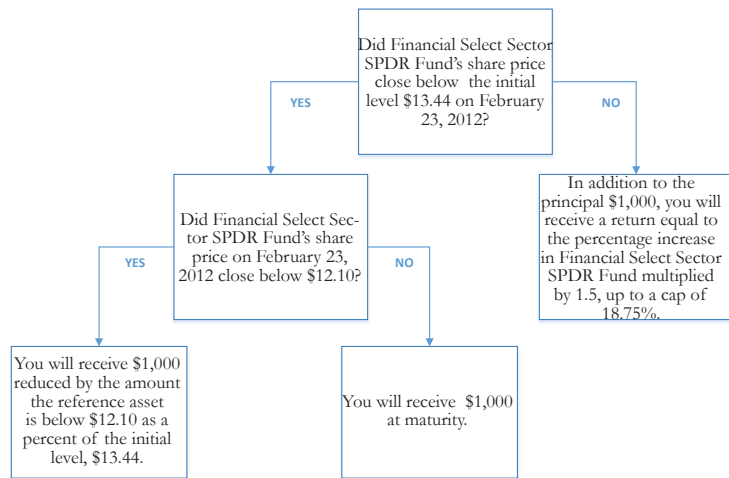 Did Financial Select Sector
SPDR Fund's share price
close below the initial
level $13.44 on February
23, 2012?
YES
NO
Did Financial Select Sec-
tor SPDR Fund's share
price on February 23,
2012 close below $12.10?
In addition to the
principal $1,000, you will
receive a return equal to
the percentage increase
in Financial Select Sector
SPDR Fund multiplied
by 1.5, up to a cap of
18.75%.
YES
NO
You will receive $1,000
reduced by the amount
the reference asset
is below $12.10 as a
percent of the initial
level, $13.44.
You will receive $1,000
at maturity.